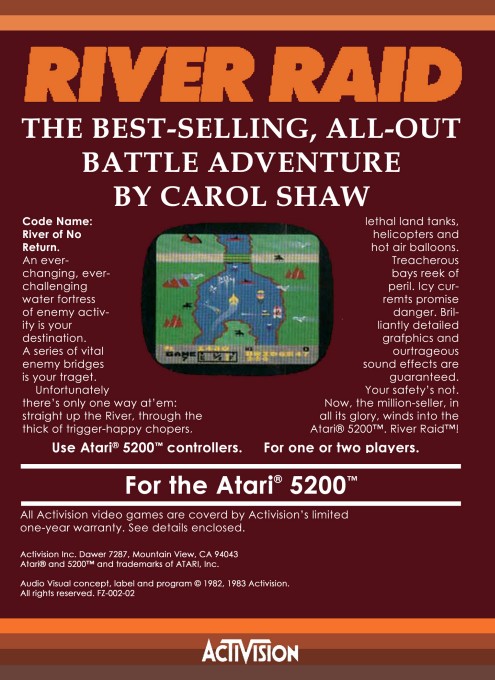 RIVER RAID
THE BEST-SELLING, ALL-OUT
BATTLE ADVENTURE
BY CAROL SHAW
Code Name:
River of No
Return.
An ever-
changing, ever-
challenging
water fortress
of enemy activ-
ity is your
destination.
A series of vital
enemy bridges
is your traget.
Unfortunately
there's only one way at'em:
straight up the River, through the
thick of trigger-happy chopers.
lethal land tanks,
helicopters and
hot air balloons.
Treacherous
bays reek of
peril. Icy cur-
remts promise
danger. Bril-
liantly detailed
grafphics and
ourtrageous
sound effects are
guaranteed.
Your safety's not.
Now, the million-seller, in
all its glory, winds into the
Atari® 5200™. River Raid™!
Use Atari® 5200™ controllers. For one or two players.
For the Atari® 5200™
All Activision video games are coverd by Activision's limited
one-year warranty. See details enclosed.
Activision Inc. Dawer 7287, Mountain View, CA 94043
Atari® and 5200™ and trademarks of ATARI, Inc.
Audio Visual concept, label and program © 1982, 1983 Activision.
All rights reserved. FZ-002-02
ACTIVISION